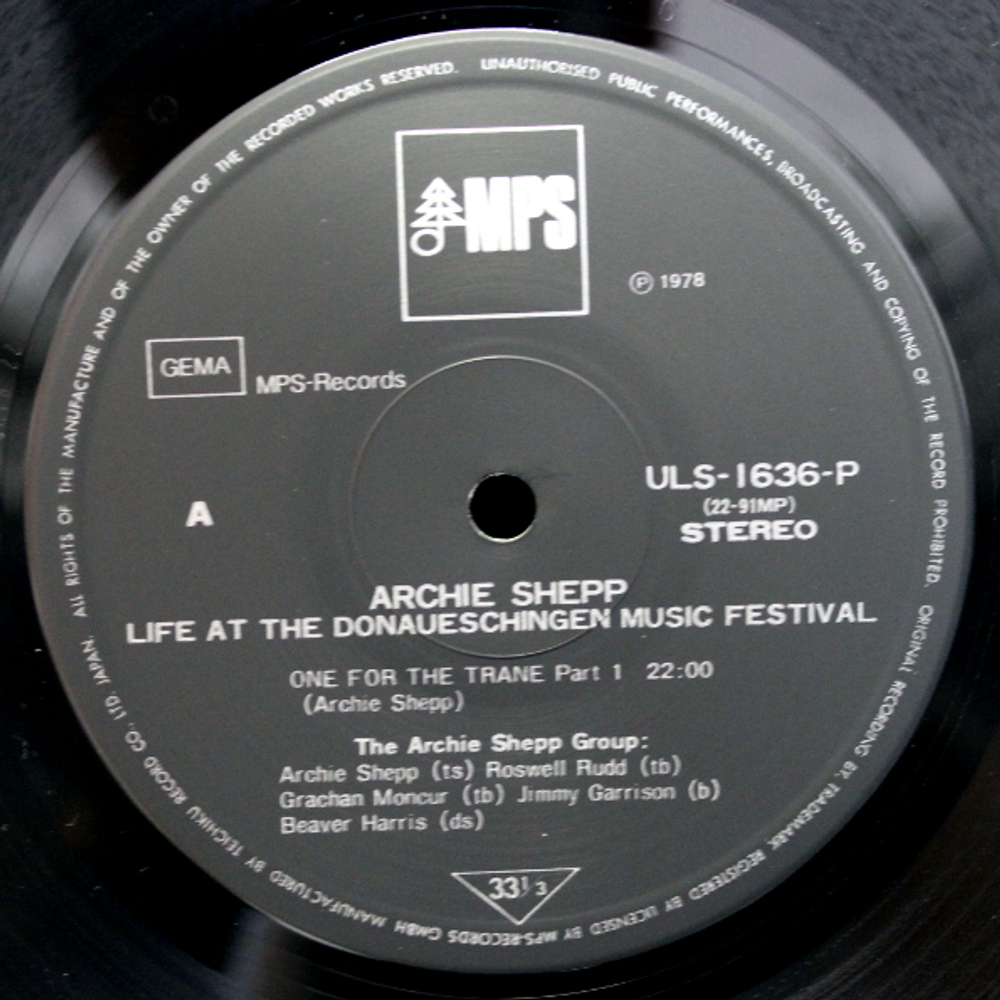 MPS
℗ 1978
GEMA
MPS-Records
ULS-1636-P
(22-91MP)
STEREO
A
ARCHIE SHEPP
LIFE AT THE DONAUESCHINGEN MUSIC FESTIVAL
ONE FOR THE TRANE Part 1 22:00
(Archie Shepp)
The Archie Shepp Group:
Archie Shepp (ts) Roswell Rudd (tb)
Grachan Moncur (tb) Jimmy Garrison (b)
Beaver Harris (ds)
33 1/3
ALL RIGHTS OF THE MANUFACTURE AND OF THE OWNER OF THE RECORDED WORKS RESERVED. UNAUTHORISED PUBLIC PERFORMANCES, BROADCASTING AND COPYING OF THE RECORD PROHIBITED. ORIGINAL RECORDING BY, TRADEMARK REGISTERED BY LICENSED BY MPS-RECORDS GMBH MANUFACTURED BY TEICHIKU RECORD CO., LTD. JAPAN.